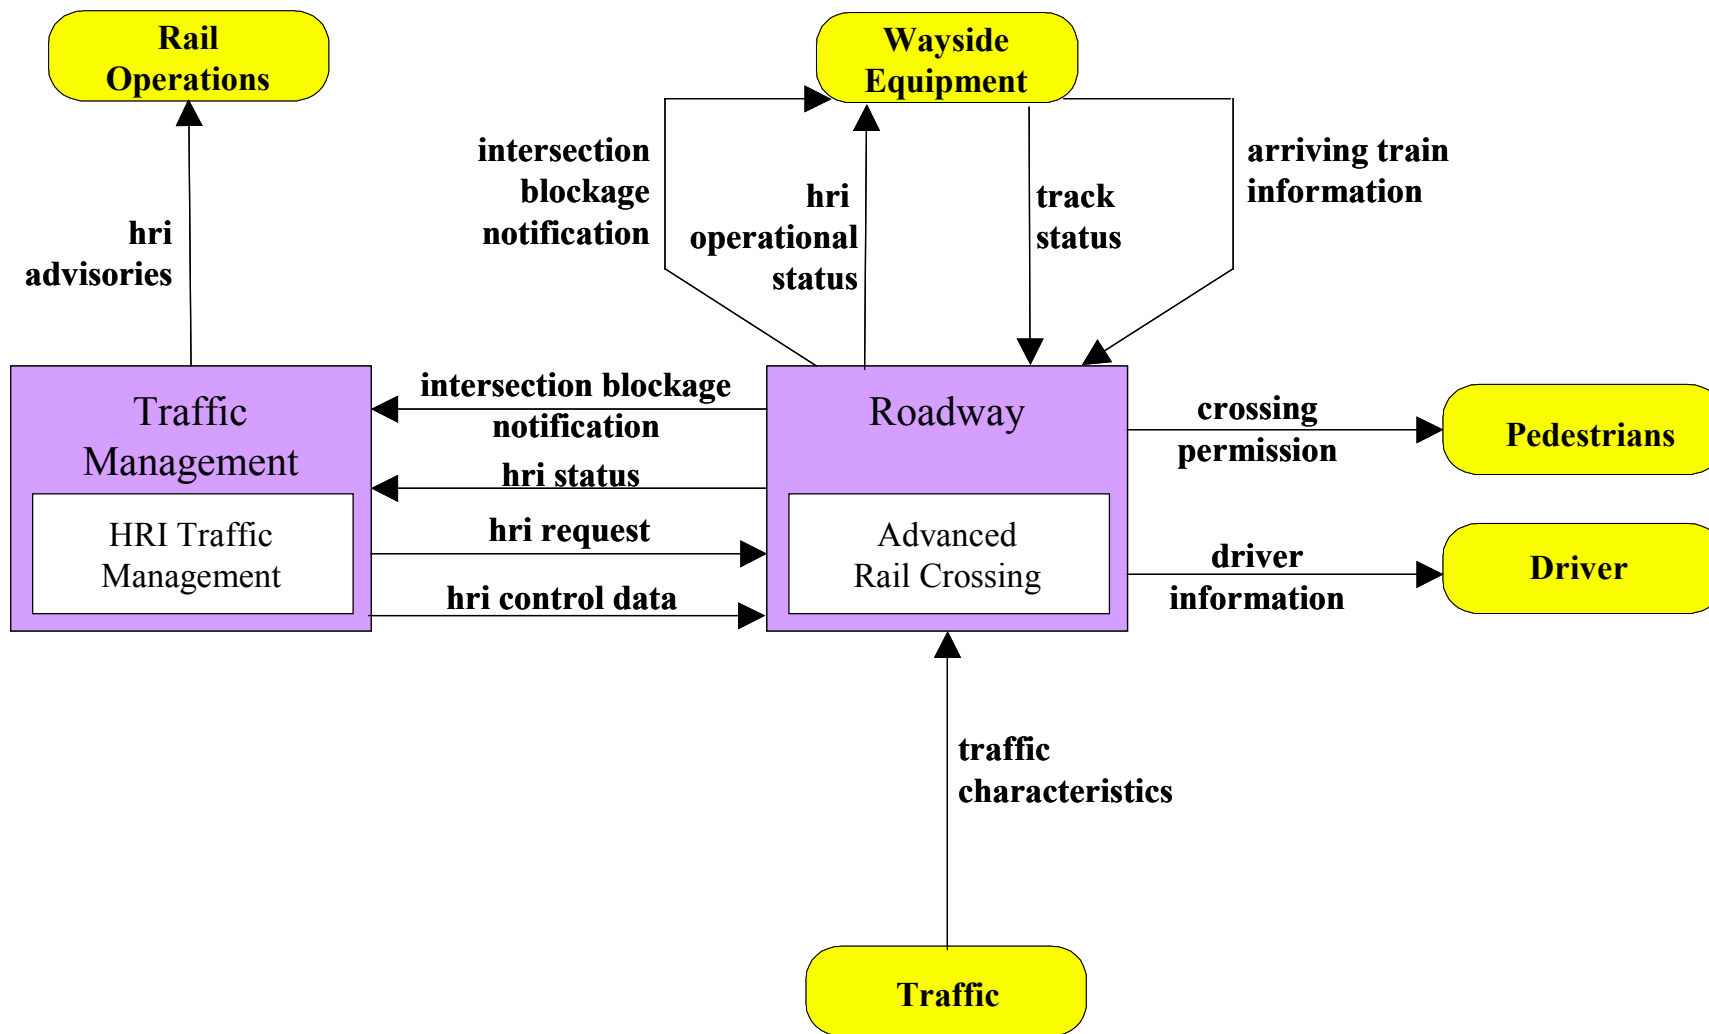 Rail
Operations
Wayside
Equipment
intersection
blockage
notification
hri
operational
status
track
status
arriving train
information
hri
advisories
Traffic
Management
HRI Traffic
Management
intersection blockage
notification
hri status
hri request
hri control data
Roadway
Advanced
Rail Crossing
crossing
permission
Pedestrians
driver
information
Driver
traffic
characteristics
Traffic